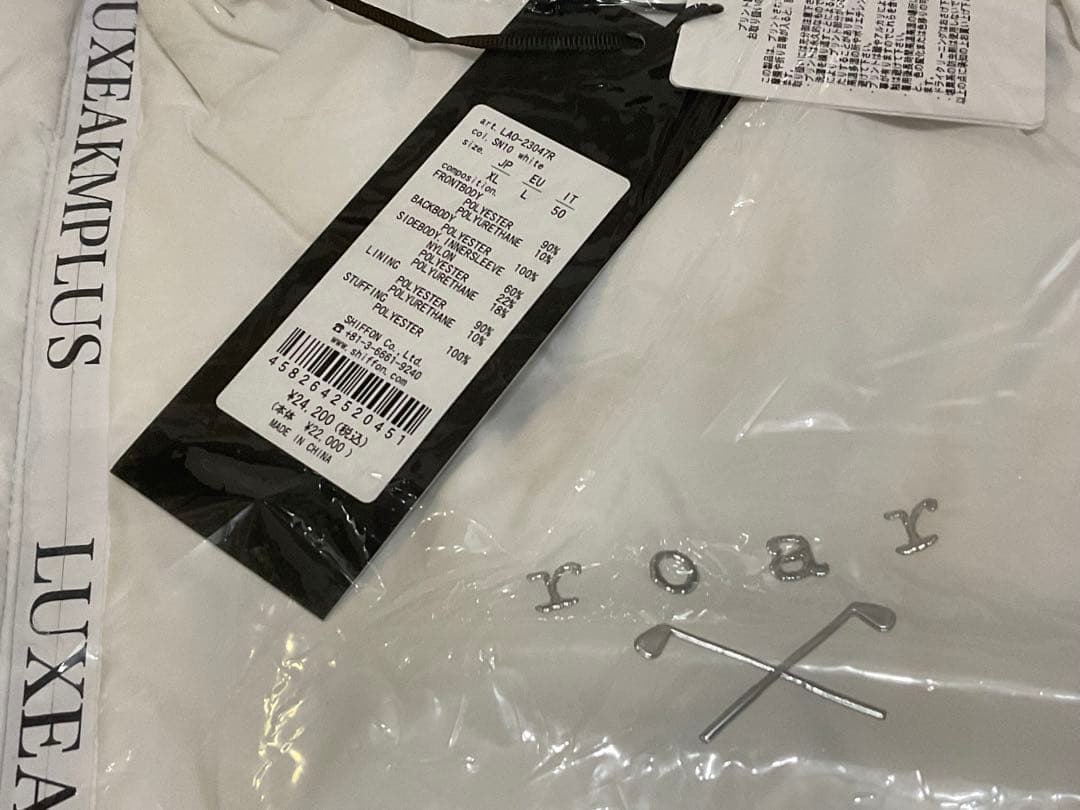 UXEAKMPLUS
LUXEA
art. LAO-23047R
col. SN10 white
size. JP EU IT
XL L 50
composition.
FRONTBODY
POLYESTER 90%
POLYURETHANE 10%
BACKBODY
POLYESTER 100%
SIDEBODY, INNERSLEEVE
NYLON 60%
POLYESTER 22%
POLYURETHANE 18%
LINING
POLYESTER 90%
POLYURETHANE 10%
STUFFING
POLYESTER 100%
SHIFFON Co., Ltd.
☎ +81-3-6661-9240
www.shiffon.com
4582642520451
¥24,200 (税込)
(本体 ¥22,000)
MADE IN CHINA
roar